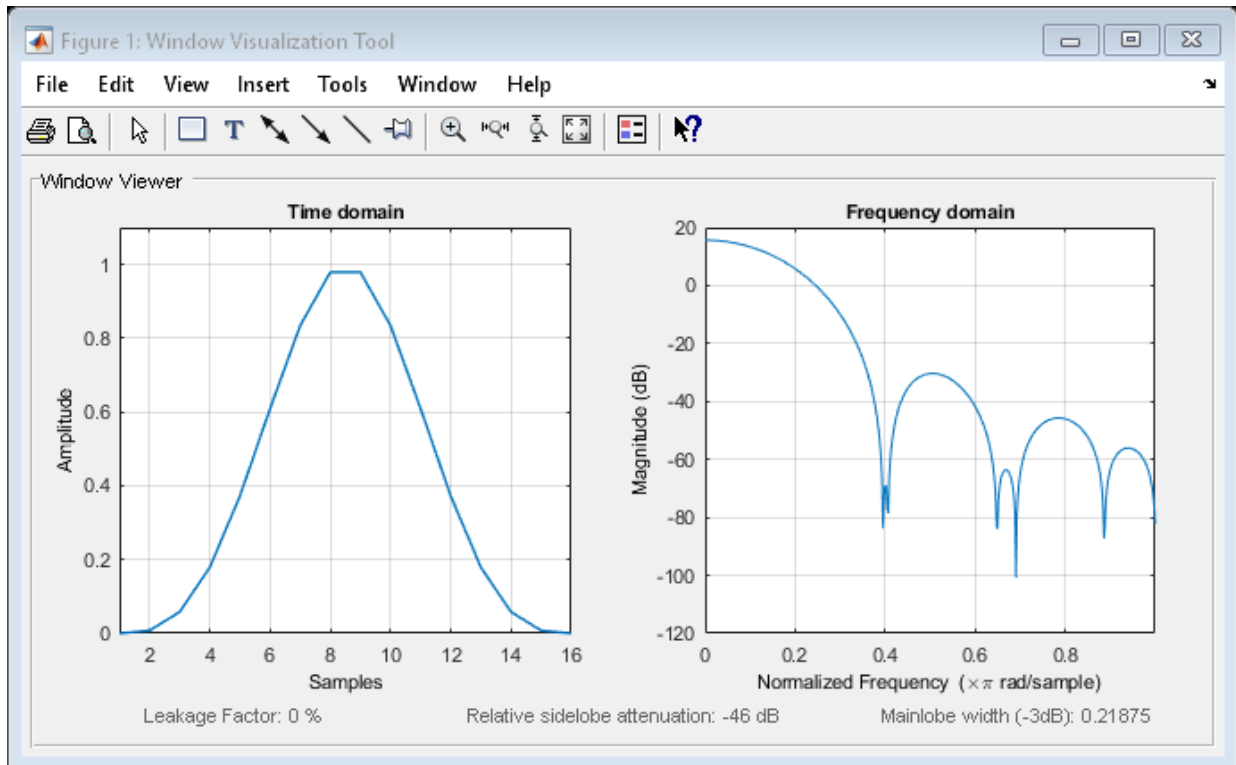 Figure 1: Window Visualization Tool
File Edit View Insert Tools Window Help
T
?
Window Viewer
Time domain
1
0.8
0.6
0.4
0.2
0
Amplitude
2 4 6 8 10 12 14 16
Samples
Frequency domain
20
0
-20
-40
-60
-80
-100
-120
Magnitude (dB)
0 0.2 0.4 0.6 0.8
Normalized Frequency (×π rad/sample)
Leakage Factor: 0 % Relative sidelobe attenuation: -46 dB Mainlobe width (-3dB): 0.21875